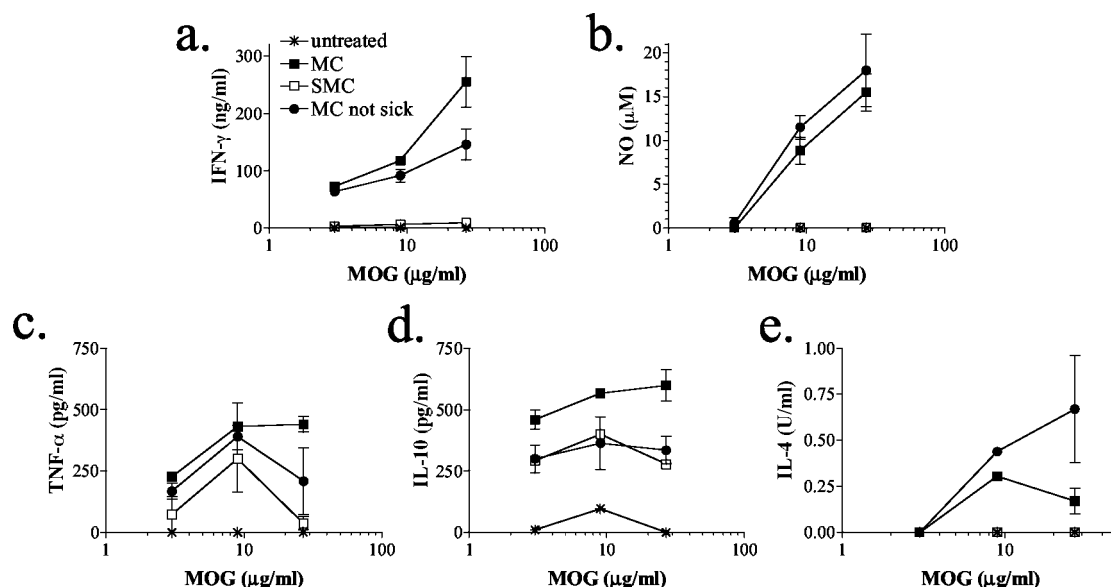 a.
untreated
MC
SMC
MC not sick
IFN-γ (ng/ml)
300
200
100
0
1 10 100
MOG (μg/ml)
b.
NO (μM)
20
15
10
5
0
1 10 100
MOG (μg/ml)
c.
TNF-α (pg/ml)
750
500
250
0
1 10 100
MOG (μg/ml)
d.
IL-10 (pg/ml)
750
500
250
0
1 10 100
MOG (μg/ml)
e.
IL-4 (U/ml)
1.00
0.75
0.50
0.25
0.00
1 10 100
MOG (μg/ml)